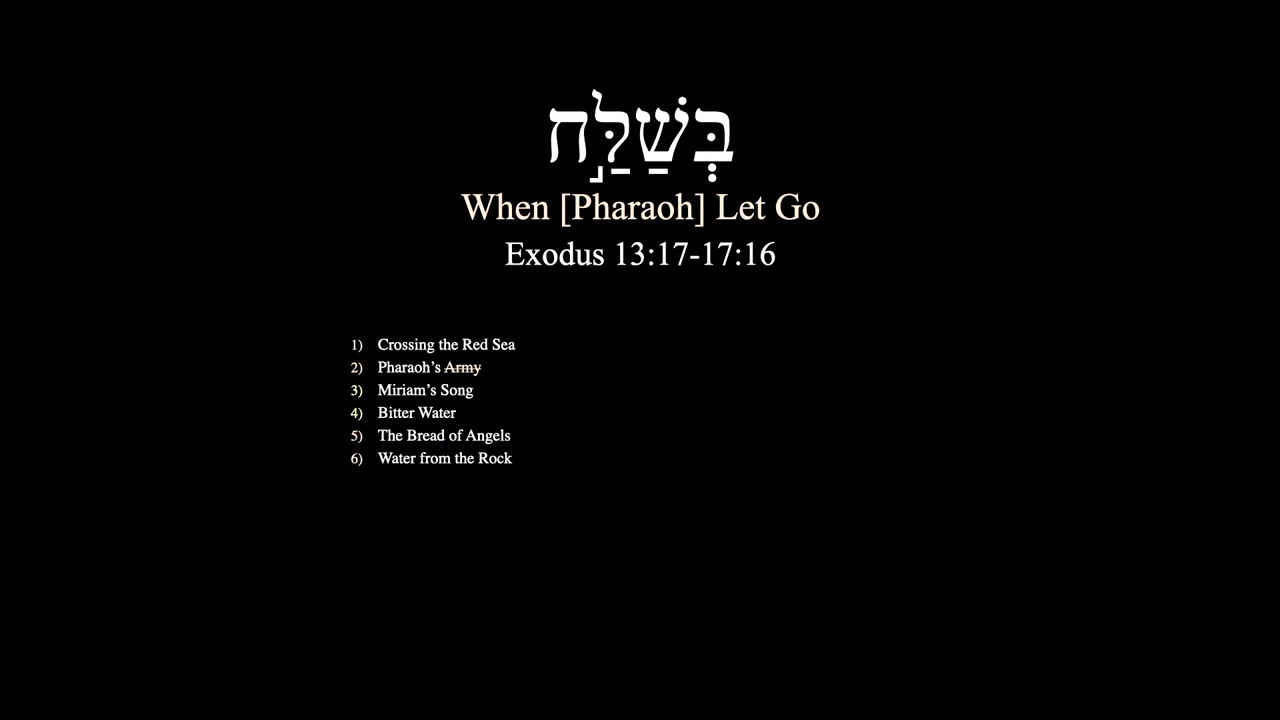 בְּשַׁלַּ֣ח
When [Pharaoh] Let Go
Exodus 13:17-17:16
1) Crossing the Red Sea
2) Pharaoh’s Army
3) Miriam’s Song
4) Bitter Water
5) The Bread of Angels
6) Water from the Rock